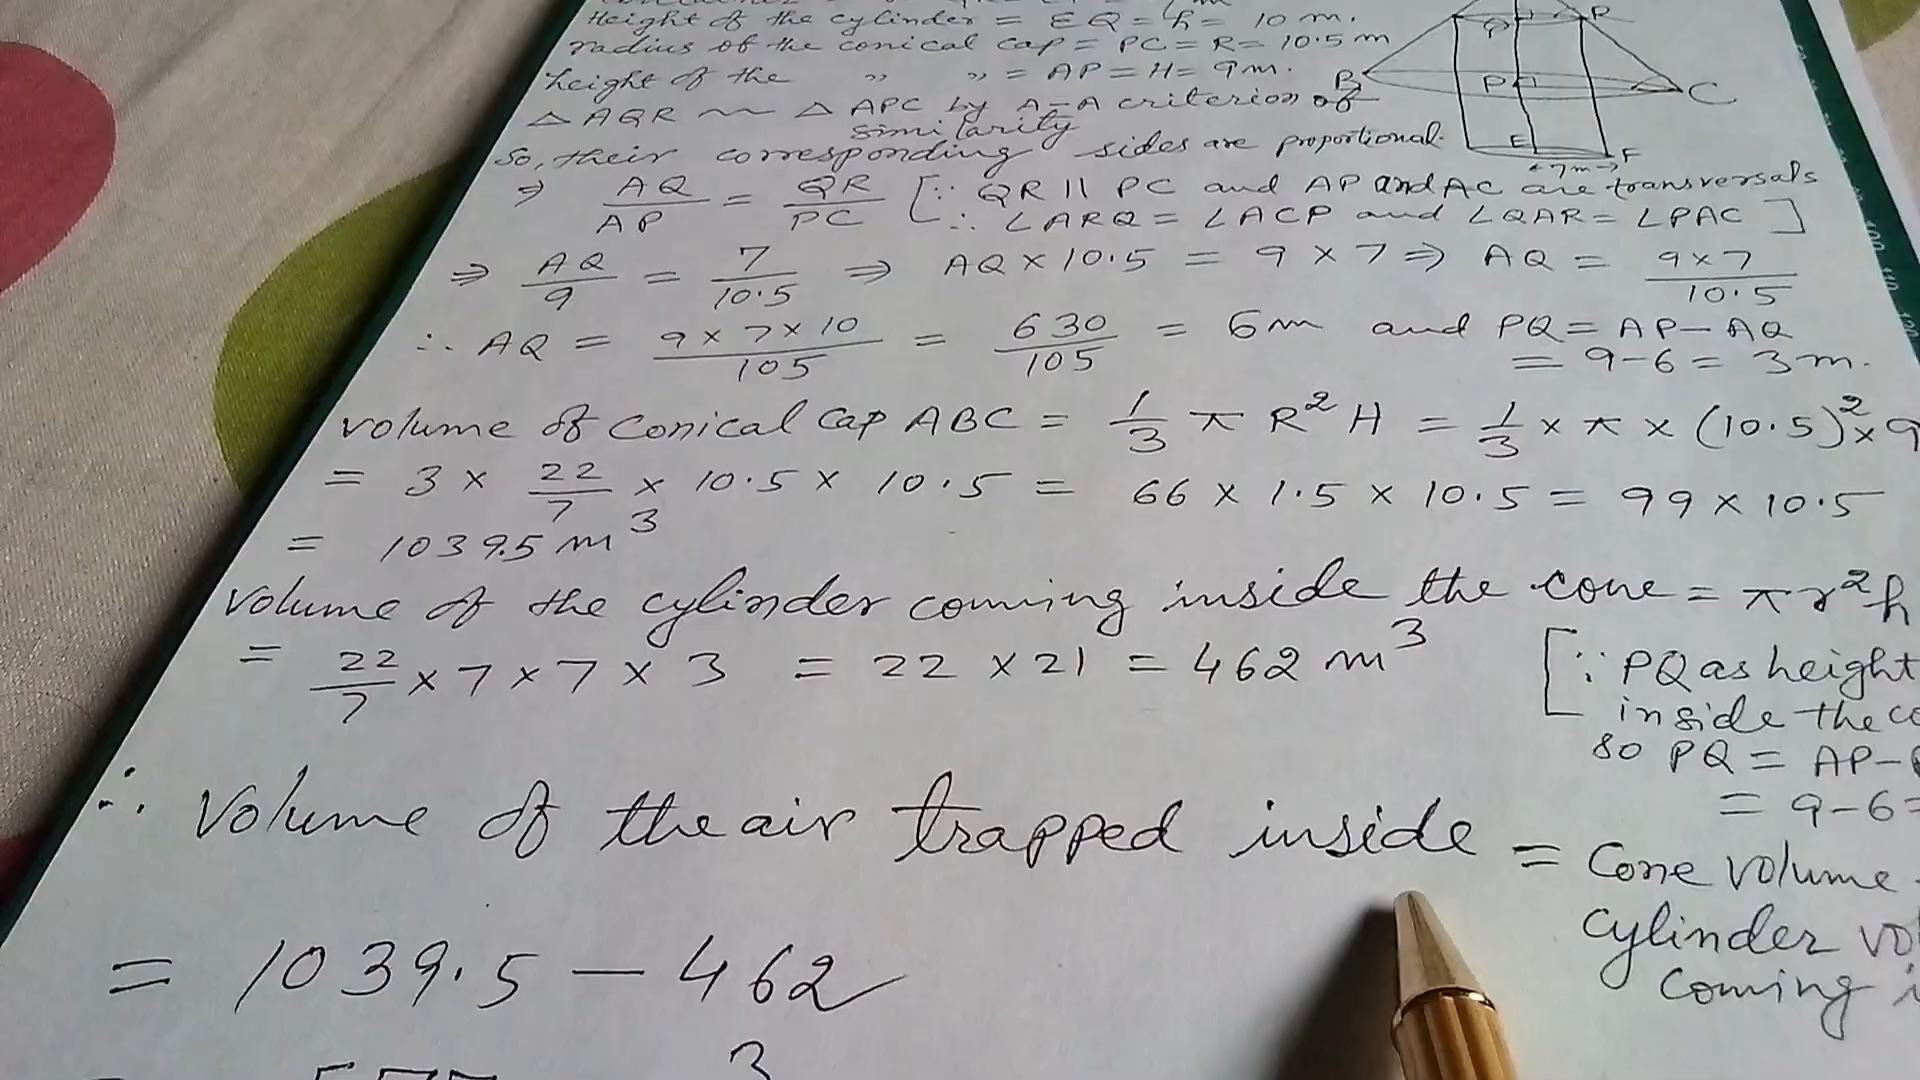 Height of the cylinder = EQ = h = 10 m.
radius of the conical cap = PC = R = 10.5 m
height of the " " = AP = H = 9m.
△ AQR ~ △ APC by A-A criterion of
similarity
So, their corresponding sides are proportional.
⇒ AQ/AP = QR/PC [∵ QR || PC and AP and AC are transversals
∴ ∠ARQ = ∠ACP and ∠QAR = ∠PAC ]
⇒ AQ/9 = 7/10.5 ⇒ AQ × 10.5 = 9 × 7 ⇒ AQ = 9×7/10.5
∴ AQ = 9×7×10/105 = 630/105 = 6m and PQ = AP - AQ
= 9-6 = 3m.
Volume of Conical Cap ABC = 1/3 π R² H = 1/3 × π × (10.5)² × 9
= 3 × 22/7 × 10.5 × 10.5 = 66 × 1.5 × 10.5 = 99 × 10.5
= 1039.5 m³
Volume of the cylinder coming inside the cone = πr²h
= 22/7 × 7 × 7 × 3 = 22 × 21 = 462 m³
[∵ PQ as height
inside the
so PQ = AP-
= 9-6=
∴ Volume of the air trapped inside = Cone volume -
cylinder
coming
= 1039.5 - 462
R
B
P
C
E
F
7m